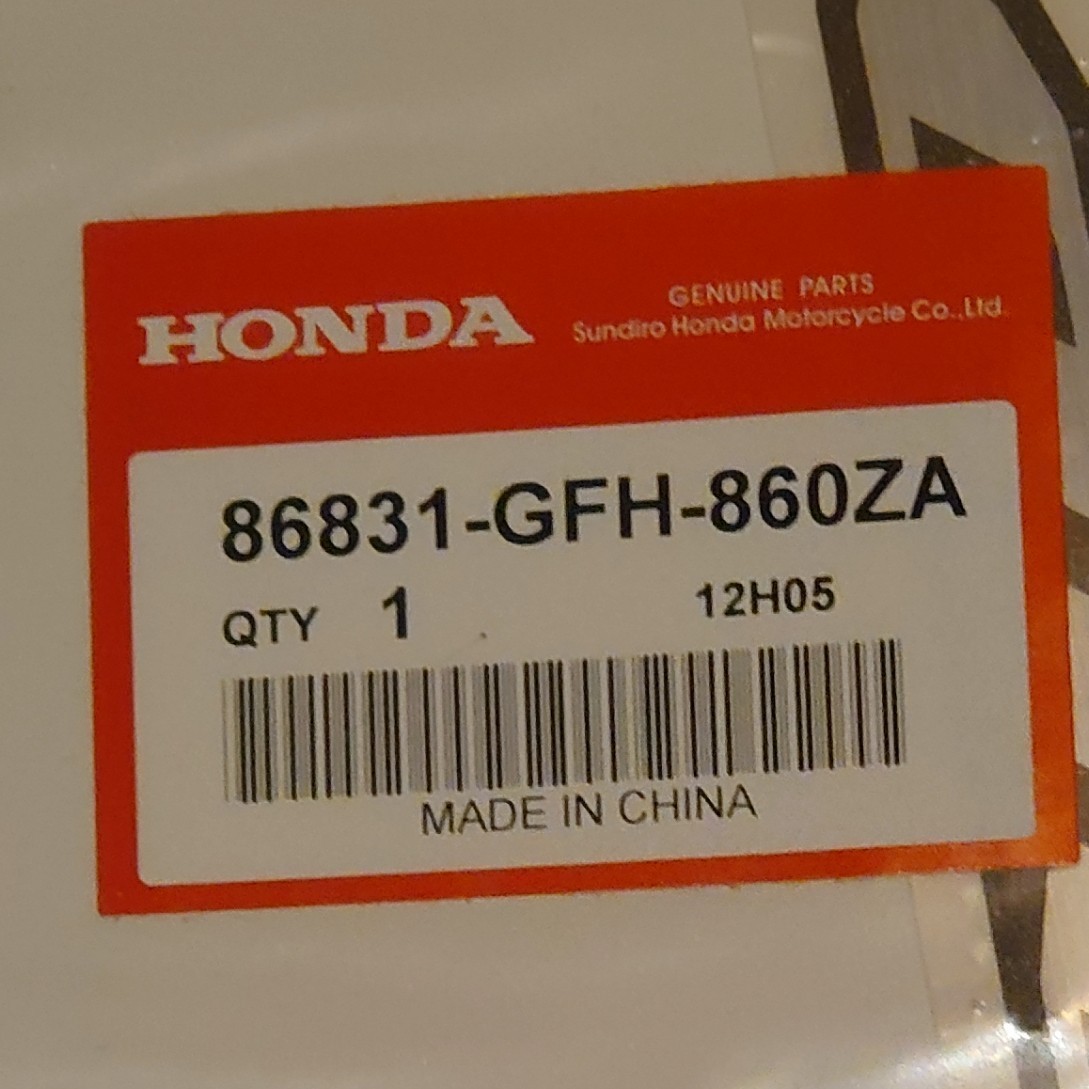 HONDA
GENUINE PARTS
Sundiro Honda Motorcycle Co.,Ltd.
86831-GFH-860ZA
QTY 1 12H05
MADE IN CHINA